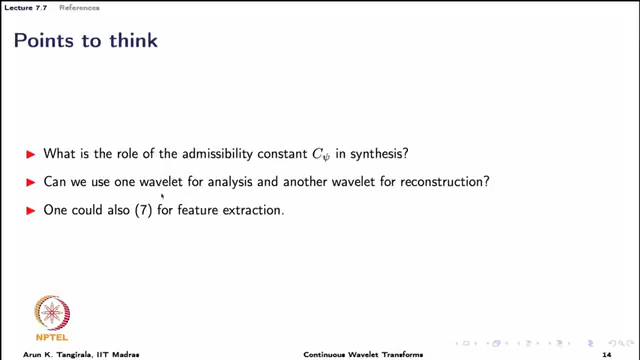 Lecture 7.7 References
Points to think
What is the role of the admissibility constant Cψ in synthesis?
Can we use one wavelet for analysis and another wavelet for reconstruction?
One could also (7) for feature extraction.
NPTEL
Arun K. Tangirala, IIT Madras Continuous Wavelet Transforms 14